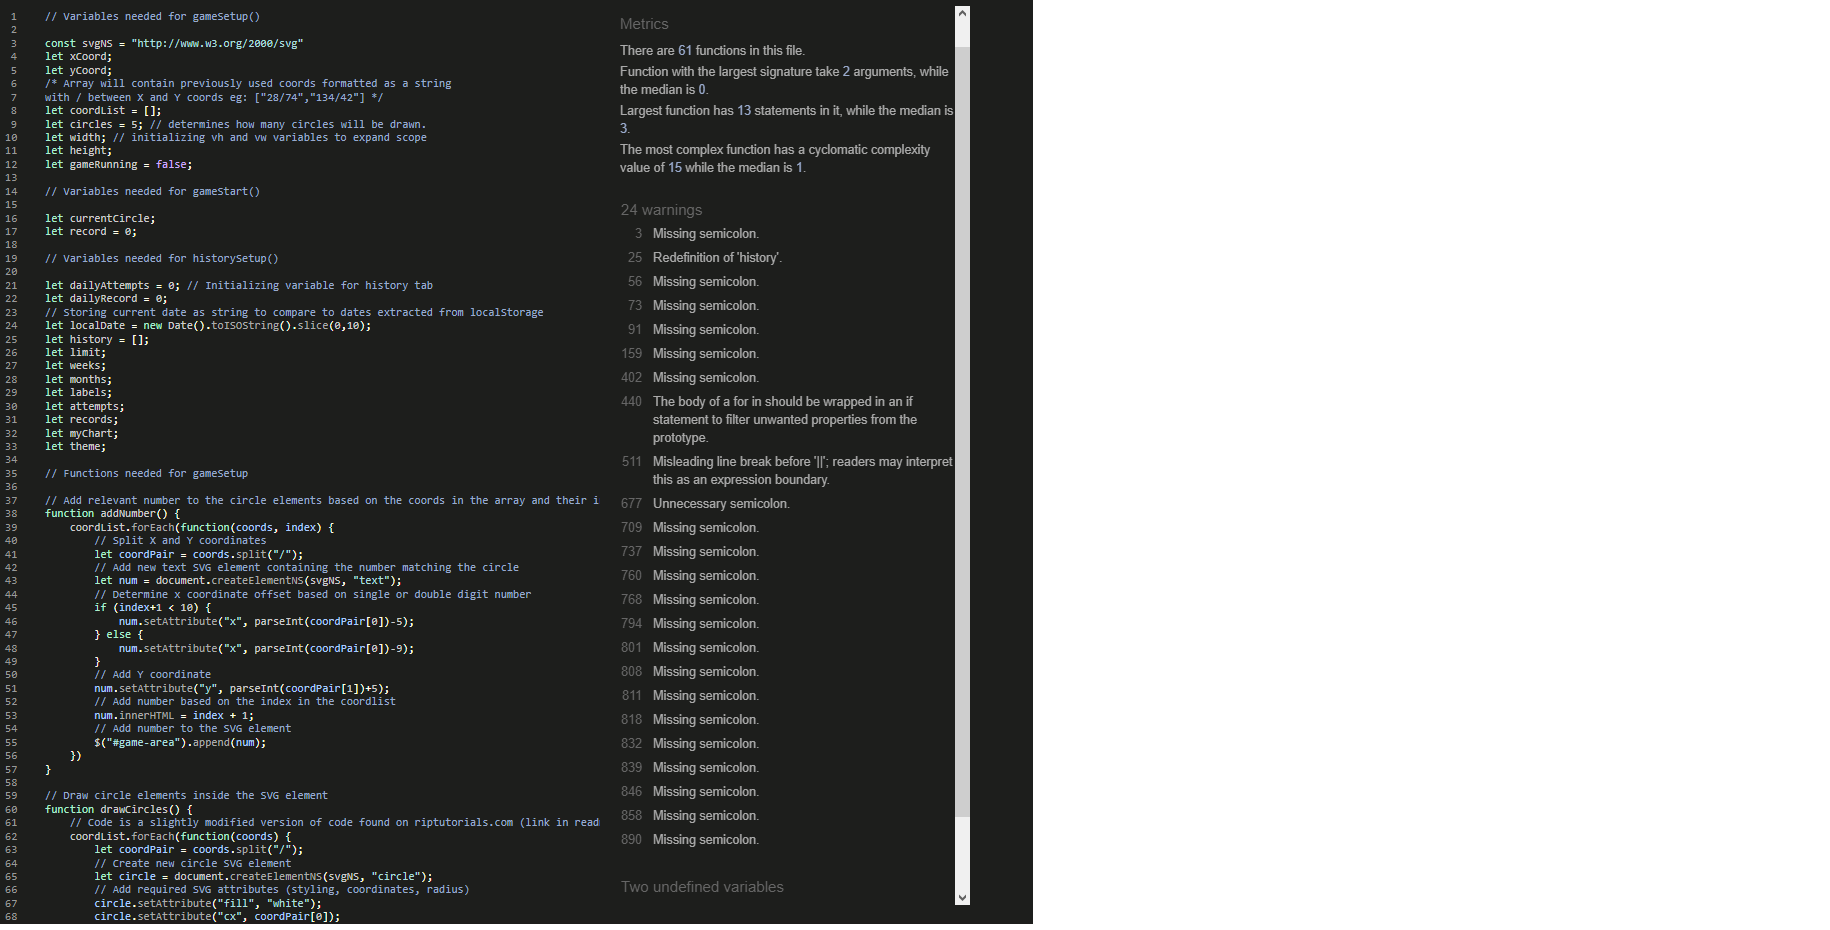 1 // Variables needed for gameSetup()
2
3 const svgNS = "http://www.w3.org/2000/svg"
4 let xCoord;
5 let yCoord;
6 /* Array will contain previously used coords formatted as a string
7 with / between X and Y coords eg: ["28/74","134/42"] */
8 let coordList = [];
9 let circles = 5; // determines how many circles will be drawn.
10 let width; // initializing vh and vw variables to expand scope
11 let height;
12 let gameRunning = false;
13
14 // Variables needed for gameStart()
15
16 let currentCircle;
17 let record = 0;
18
19 // Variables needed for historySetup()
20
21 let dailyAttempts = 0; // Initializing variable for history tab
22 let dailyRecord = 0;
23 // Storing current date as string to compare to dates extracted from localStorage
24 let localDate = new Date().toISOString().slice(0,10);
25 let history = [];
26 let limit;
27 let weeks;
28 let months;
29 let labels;
30 let attempts;
31 let records;
32 let myChart;
33 let theme;
34
35 // Functions needed for gameSetup
36
37 // Add relevant number to the circle elements based on the coords in the array and their i
38 function addNumber() {
39 coordList.forEach(function(coords, index) {
40 // Split X and Y coordinates
41 let coordPair = coords.split("/");
42 // Add new text SVG element containing the number matching the circle
43 let num = document.createElementNS(svgNS, "text");
44 // Determine x coordinate offset based on single or double digit number
45 if (index+1 < 10) {
46 num.setAttribute("x", parseInt(coordPair[0])-5);
47 } else {
48 num.setAttribute("x", parseInt(coordPair[0])-9);
49 }
50 // Add Y coordinate
51 num.setAttribute("y", parseInt(coordPair[1])+5);
52 // Add number based on the index in the coordlist
53 num.innerHTML = index + 1;
54 // Add number to the SVG element
55 $("#game-area").append(num);
56 })
57 }
58
59 // Draw circle elements inside the SVG element
60 function drawCircles() {
61 // Code is a slightly modified version of code found on riptutorials.com (link in read
62 coordList.forEach(function(coords) {
63 let coordPair = coords.split("/");
64 // Create new circle SVG element
65 let circle = document.createElementNS(svgNS, "circle");
66 // Add required SVG attributes (styling, coordinates, radius)
67 circle.setAttribute("fill", "white");
68 circle.setAttribute("cx", coordPair[0]);
Metrics
There are 61 functions in this file.
Function with the largest signature take 2 arguments, while
the median is 0.
Largest function has 13 statements in it, while the median is
3.
The most complex function has a cyclomatic complexity
value of 15 while the median is 1.
24 warnings
3 Missing semicolon.
25 Redefinition of 'history'.
56 Missing semicolon.
73 Missing semicolon.
91 Missing semicolon.
159 Missing semicolon.
402 Missing semicolon.
440 The body of a for in should be wrapped in an if
statement to filter unwanted properties from the
prototype.
511 Misleading line break before '||'; readers may interpret
this as an expression boundary.
677 Unnecessary semicolon.
709 Missing semicolon.
737 Missing semicolon.
760 Missing semicolon.
768 Missing semicolon.
794 Missing semicolon.
801 Missing semicolon.
808 Missing semicolon.
811 Missing semicolon.
818 Missing semicolon.
832 Missing semicolon.
839 Missing semicolon.
846 Missing semicolon.
858 Missing semicolon.
890 Missing semicolon.
Two undefined variables